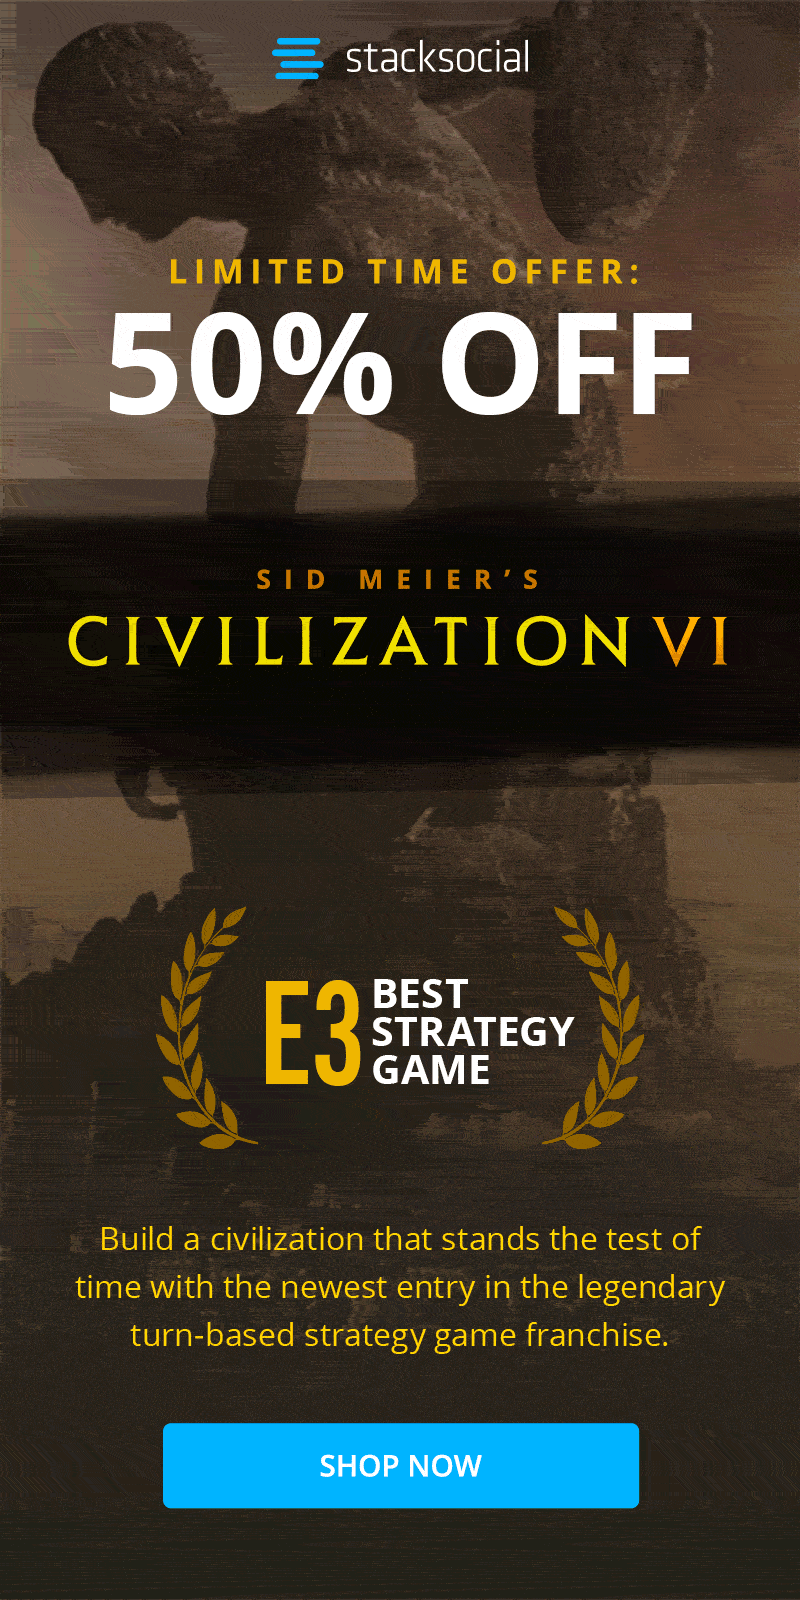 stacksocial
LIMITED TIME OFFER:
50% OFF
SID MEIER’S
CIVILIZATION VI
E3 BEST
STRATEGY
GAME
Build a civilization that stands the test of
time with the newest entry in the legendary
turn-based strategy game franchise.
SHOP NOW